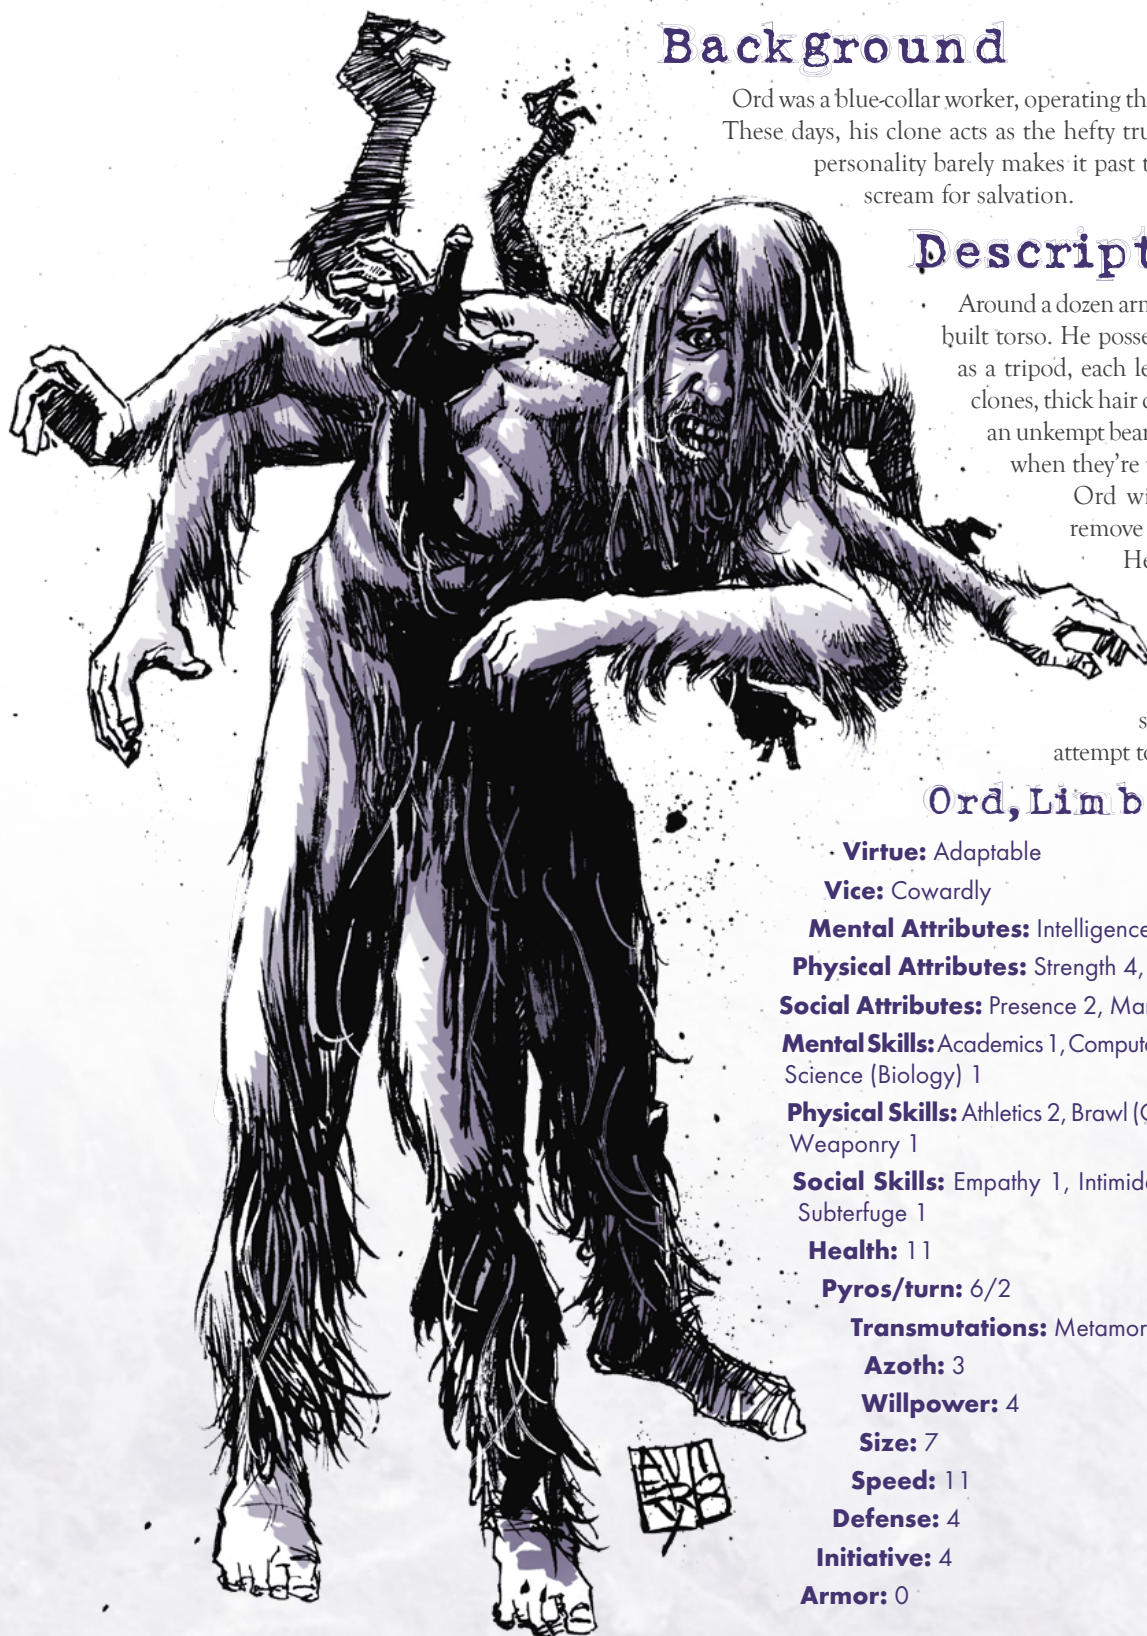 Background
Ord was a blue-collar worker, operating th
These days, his clone acts as the hefty tru
personality barely makes it past t
scream for salvation.
Descript
Around a dozen arm
built torso. He posse
as a tripod, each le
clones, thick hair c
an unkempt bear
when they're
Ord wi
remove
He
s
attempt to
Ord, Limb
Virtue: Adaptable
Vice: Cowardly
Mental Attributes: Intelligence
Physical Attributes: Strength 4,
Social Attributes: Presence 2, Ma
Mental Skills: Academics 1, Compute
Science (Biology) 1
Physical Skills: Athletics 2, Brawl (
Weaponry 1
Social Skills: Empathy 1, Intimid
Subterfuge 1
Health: 11
Pyros/turn: 6/2
Transmutations: Metamor
Azoth: 3
Willpower: 4
Size: 7
Speed: 11
Defense: 4
Initiative: 4
Armor: 0